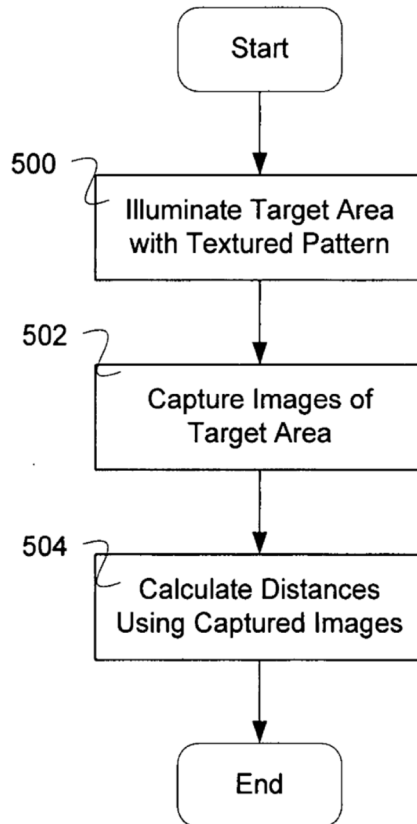 Start
500
Illuminate Target Area
with Textured Pattern
502
Capture Images of
Target Area
504
Calculate Distances
Using Captured Images
End